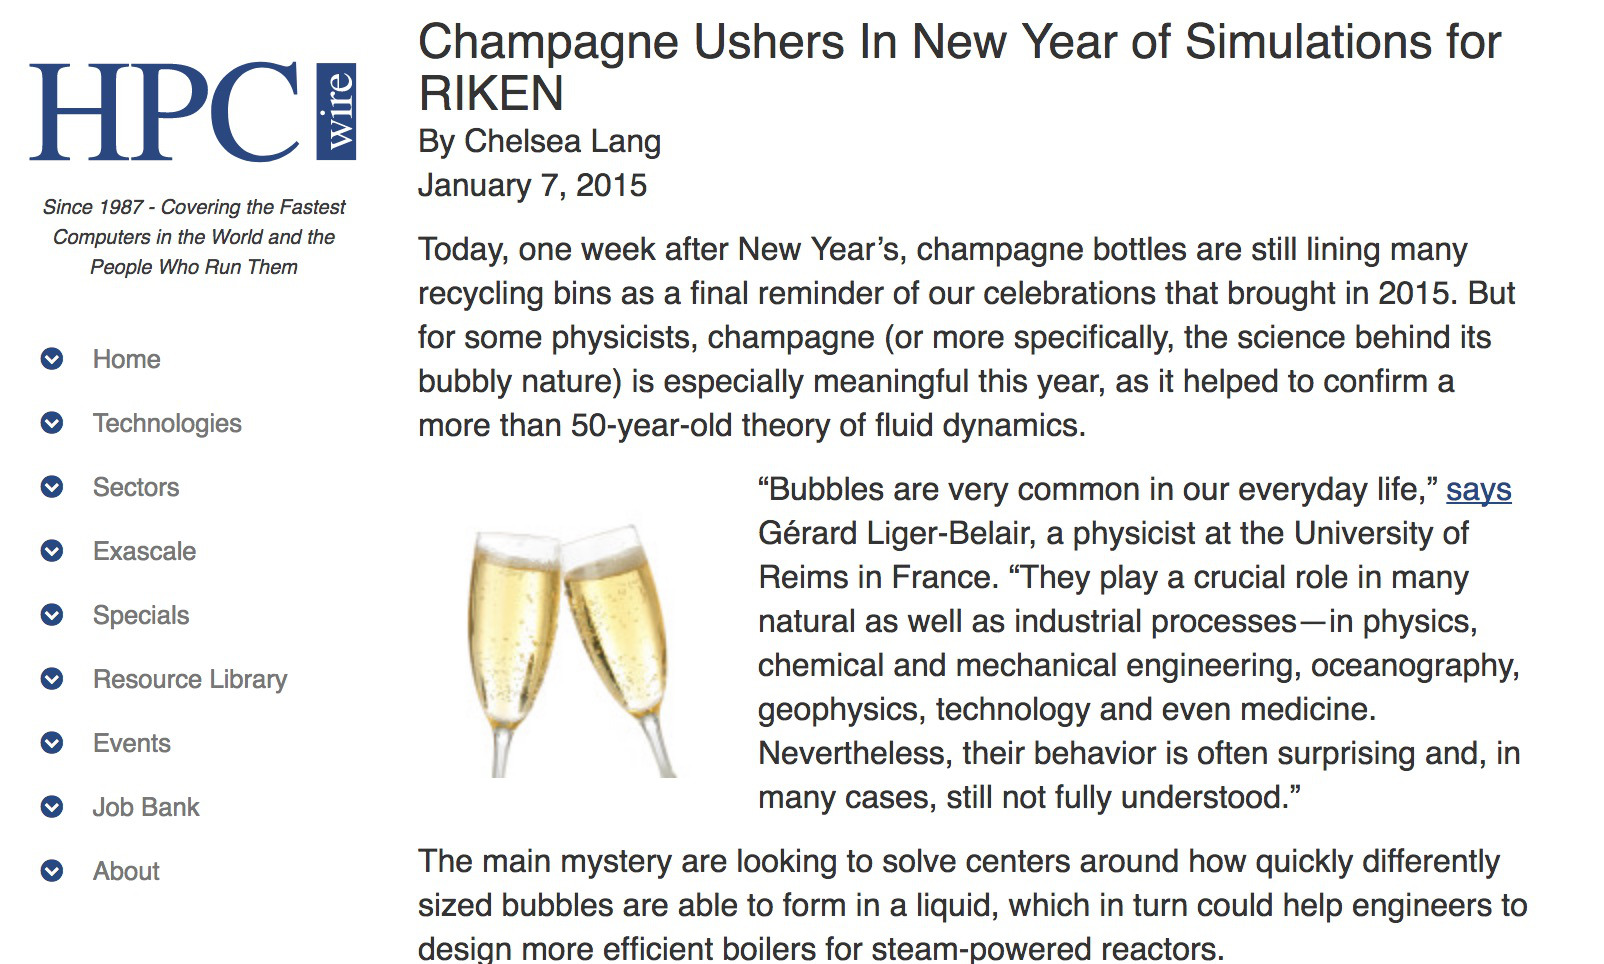 HPC wire
Since 1987 - Covering the Fastest
Computers in the World and the
People Who Run Them
Home
Technologies
Sectors
Exascale
Specials
Resource Library
Events
Job Bank
About
Champagne Ushers In New Year of Simulations for
RIKEN
By Chelsea Lang
January 7, 2015
Today, one week after New Year’s, champagne bottles are still lining many
recycling bins as a final reminder of our celebrations that brought in 2015. But
for some physicists, champagne (or more specifically, the science behind its
bubbly nature) is especially meaningful this year, as it helped to confirm a
more than 50-year-old theory of fluid dynamics.
“Bubbles are very common in our everyday life,” says
Gérard Liger-Belair, a physicist at the University of
Reims in France. “They play a crucial role in many
natural as well as industrial processes—in physics,
chemical and mechanical engineering, oceanography,
geophysics, technology and even medicine.
Nevertheless, their behavior is often surprising and, in
many cases, still not fully understood.”
The main mystery are looking to solve centers around how quickly differently
sized bubbles are able to form in a liquid, which in turn could help engineers to
design more efficient boilers for steam-powered reactors.